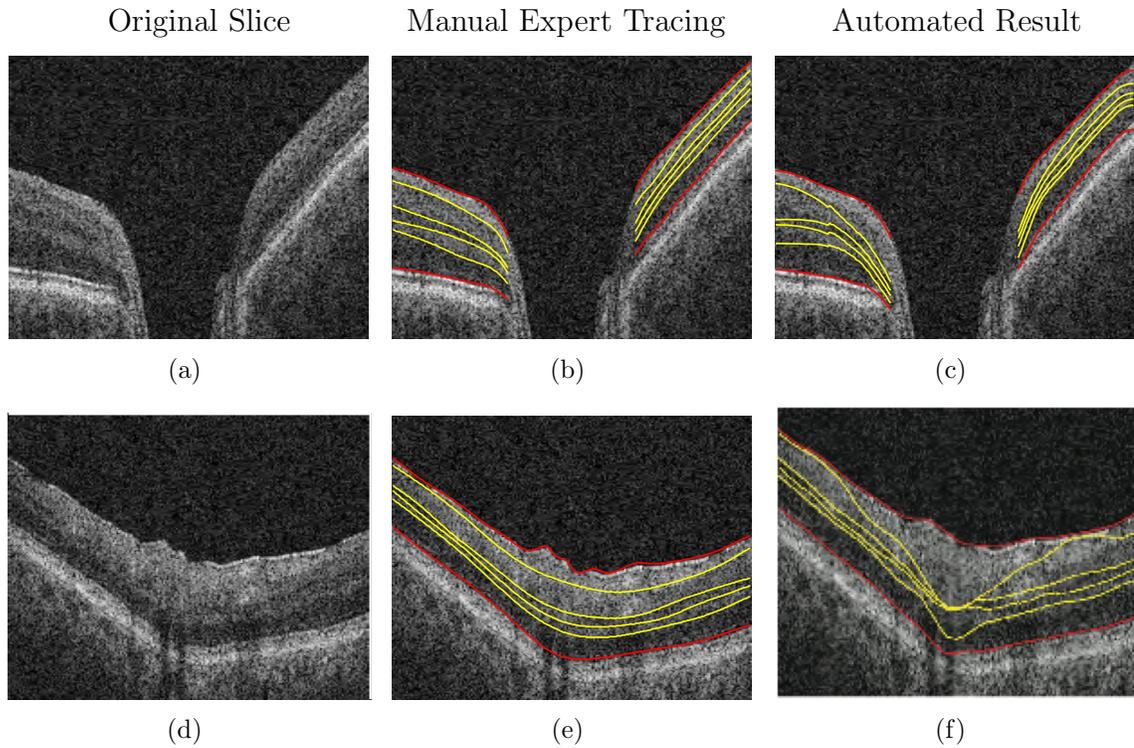 Original Slice
Manual Expert Tracing
Automated Result
(a)
(b)
(c)
(d)
(e)
(f)